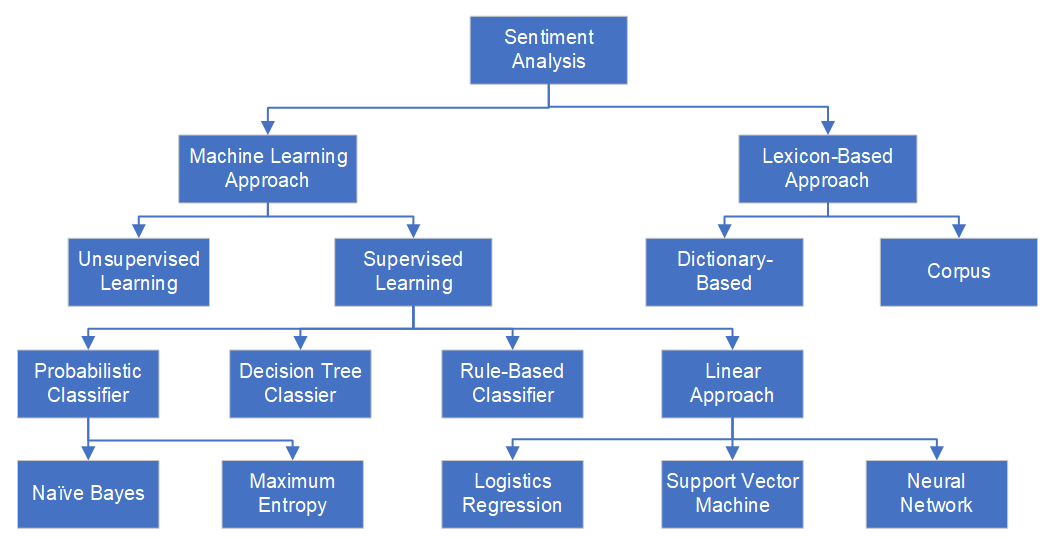 Sentiment
Analysis
Machine Learning
Approach
Lexicon-Based
Approach
Unsupervised
Learning
Supervised
Learning
Dictionary-
Based
Corpus
Probabilistic
Classifier
Decision Tree
Classier
Rule-Based
Classifier
Linear
Approach
Naïve Bayes
Maximum
Entropy
Logistics
Regression
Support Vector
Machine
Neural
Network